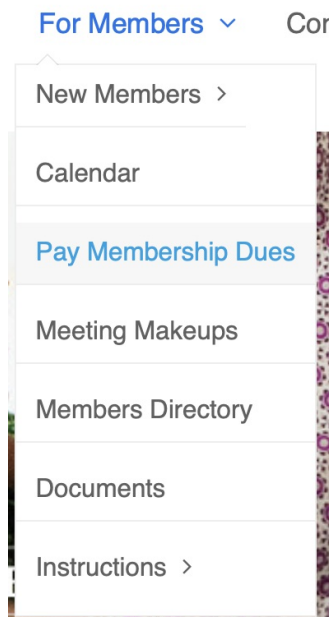 For Members
New Members
Calendar
Pay Membership Dues
Meeting Makeups
Members Directory
Documents
Instructions